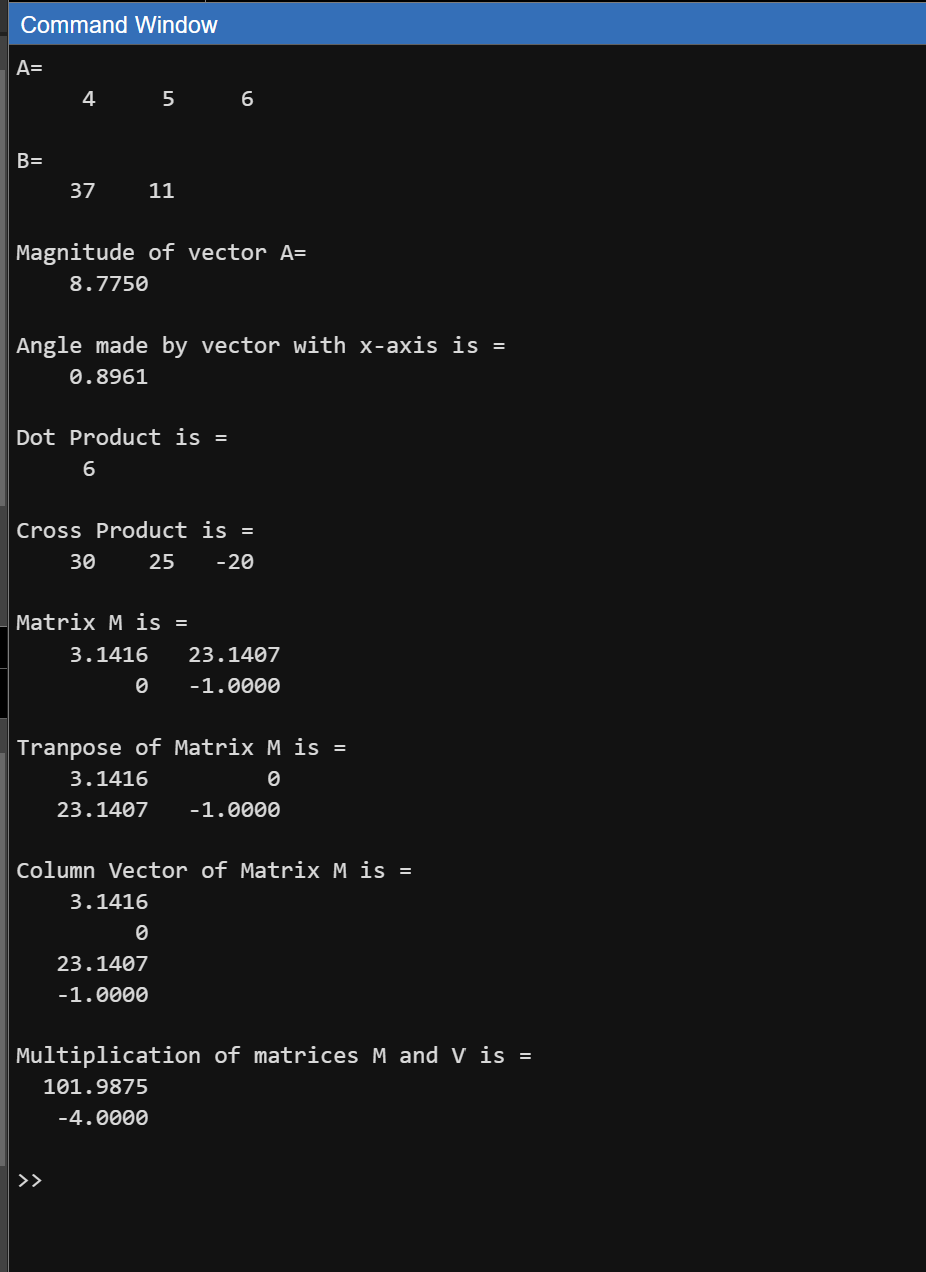 Command Window
A=
4 5 6
B=
37 11
Magnitude of vector A=
8.7750
Angle made by vector with x-axis is =
0.8961
Dot Product is =
6
Cross Product is =
30 25 -20
Matrix M is =
3.1416 23.1407
0 -1.0000
Tranpose of Matrix M is =
3.1416 0
23.1407 -1.0000
Column Vector of Matrix M is =
3.1416
0
23.1407
-1.0000
Multiplication of matrices M and V is =
101.9875
-4.0000
>>